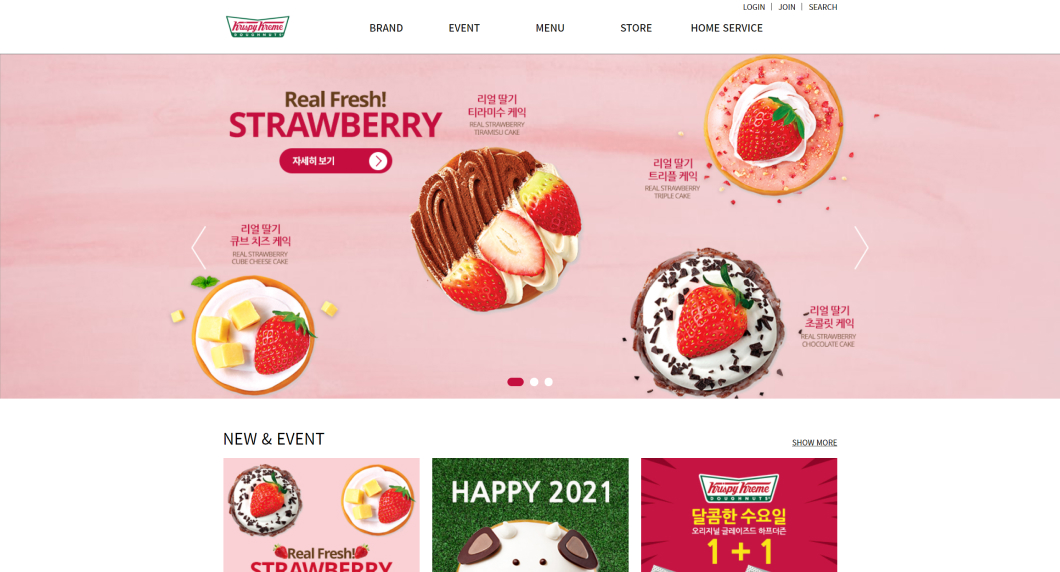 LOGIN | JOIN | SEARCH
Krispy Kreme
DOUGHNUTS
BRAND
EVENT
MENU
STORE
HOME SERVICE
Real Fresh!
STRAWBERRY
자세히 보기
리얼 딸기
티라미수 케익
REAL STRAWBERRY
TIRAMISU CAKE
리얼 딸기
트리플 케익
REAL STRAWBERRY
TRIPLE CAKE
리얼 딸기
큐브 치즈 케익
REAL STRAWBERRY
CUBE CHEESE CAKE
리얼 딸기
초콜릿 케익
REAL STRAWBERRY
CHOCOLATE CAKE
NEW & EVENT
SHOW MORE
Real Fresh!
STRAWBERRY
HAPPY 2021
Krispy Kreme
DOUGHNUTS
달콤한 수요일
오리지널 글레이즈드 하프더즌
1 + 1